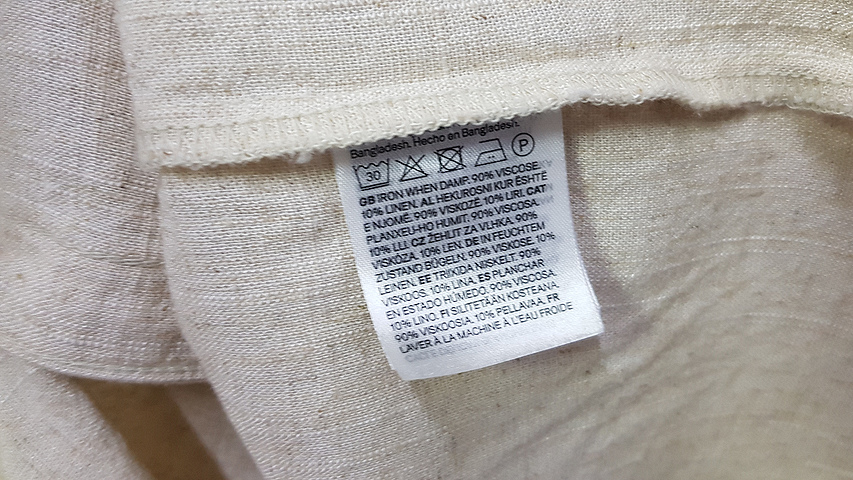 Bangladesh. Hecho en Bangladesh.
30 P
GB IRON WHEN DAMP. 90% VISCOSE.
10% LINEN. AL HEKUROSNI KUR ËSHTË
E NJOMË. 90% VISKOZË. 10% LIRI. CAT
PLANXEU-HO HUMIT. 90% VISCOSA.
10% LLI. CZ ŽEHLIT ZA VLHKA. 90%
VISKÓZA. 10% LEN. DE IN FEUCHTEM
ZUSTAND BÜGELN. 90% VISKOSE. 10%
LEINEN. EE TRIIKIDA NIISKELT. 90%
VISKOOS. 10% LINA. ES PLANCHAR
EN ESTADO HÚMEDO. 90% VISCOSA.
10% LINO. FI SILITETÄÄN KOSTEANA.
90% VISKOOSIA. 10% PELLAVAA. FR
LAVER À LA MACHINE À L'EAU FROIDE